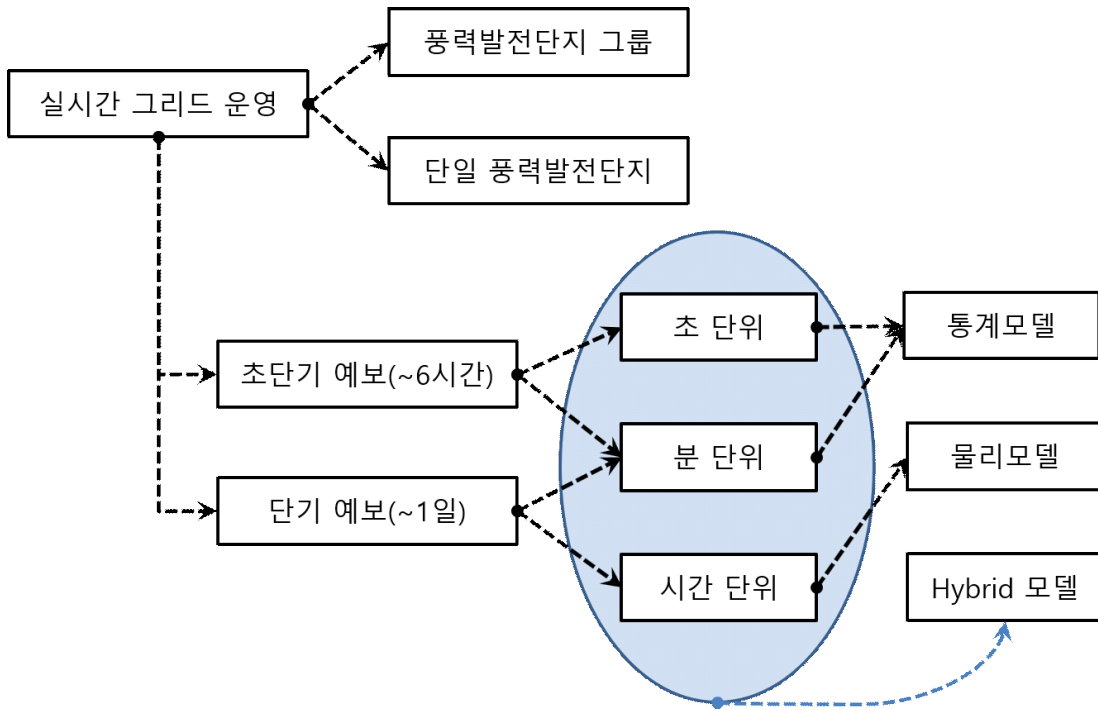 풍력발전단지 그룹
실시간 그리드 운영
단일 풍력발전단지
초 단위
통계모델
초단기 예보(~6시간)
분 단위
물리모델
단기 예보(~1일)
시간 단위
Hybrid 모델